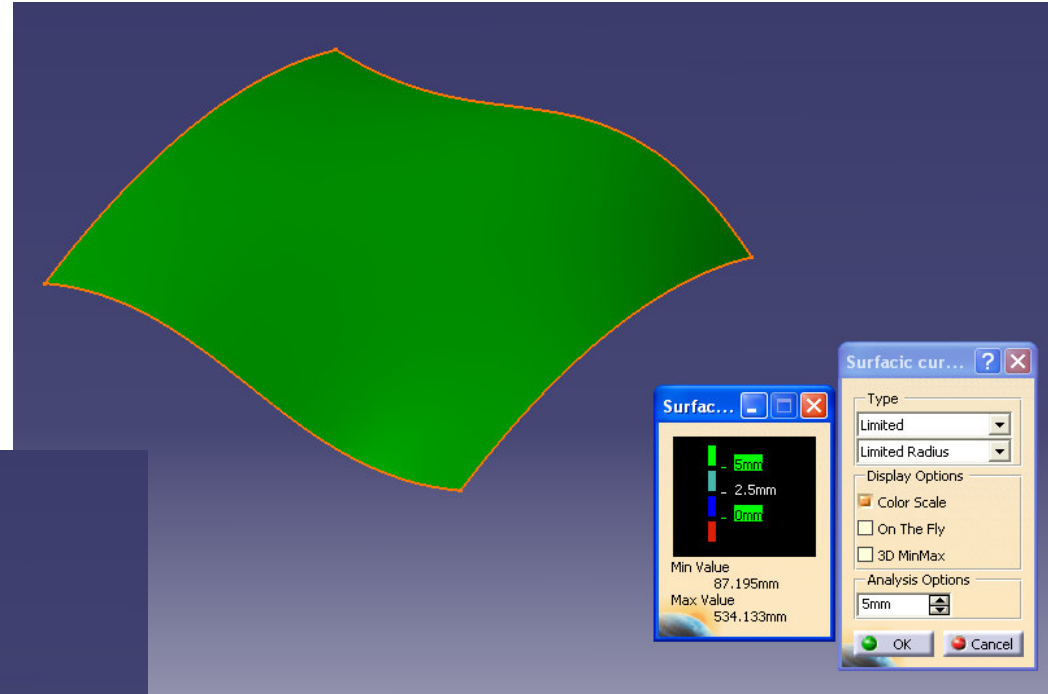 Surfac...
5mm
2.5mm
0mm
Min Value
87.195mm
Max Value
534.133mm
Surfacic cur... ?
Type
Limited
Limited Radius
Display Options
Color Scale
On The Fly
3D MinMax
Analysis Options
5mm
OK
Cancel